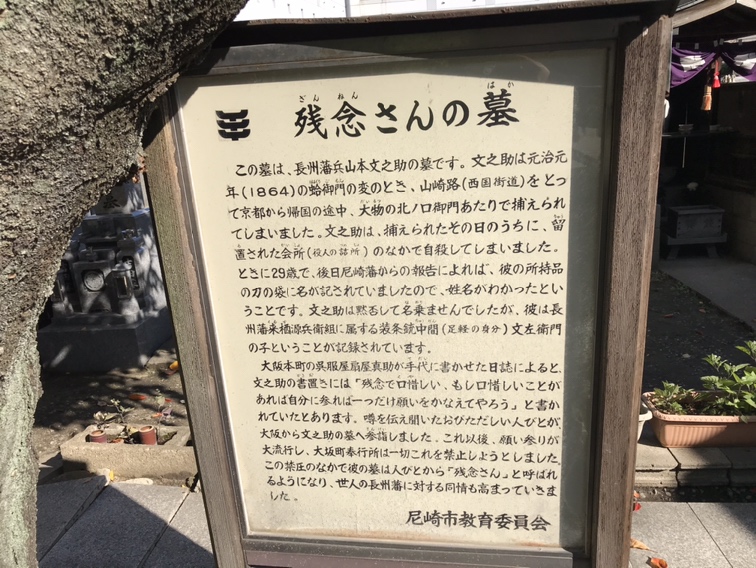 残念さんの墓
この墓は、長州藩兵山本文之助の墓です。文之助は元治元
年(1864)の蛤御門の変のとき、山崎路(西国街道)をとっ
て京都から帰国の途中、大物の北ノ口御門あたりで捕えられ
てしまいました。文之助は、捕えられたその日のうちに、留
置された会所(役人の詰所)のなかで自殺してしまいました。
ときに29歳で、後日尼崎藩からの報告によれば、彼の所持品
の刀の袋に名が記されていましたので、姓名がわかったとい
うことです。文之助は黙否して名乗ませんでしたが、彼は長
州藩釆栖源兵衛組に属する装条銃中間(足軽の身分)文左衛門
の子ということが記録されています。
大阪本町の呉服屋扇屋真助が手代に書かせた日誌によると、
文之助の書置きには「残念で口惜しい、もし口惜しいことが
あれば自分に参れば一つだけ願いをかなえてやろう」と書か
れていたとあります。噂を伝え聞いたおびただしい人びとが、
大阪から文之助の墓へ参詣しました。これ以後、願い参りが
大流行し、大坂町奉行所は一切これを禁止しようとしました
この禁圧のなかで彼の墓は人びとから「残念さん」と呼ばれ
るようになり、世人の長州藩に対する同情も高まっていきま
した。
尼崎市教育委員会